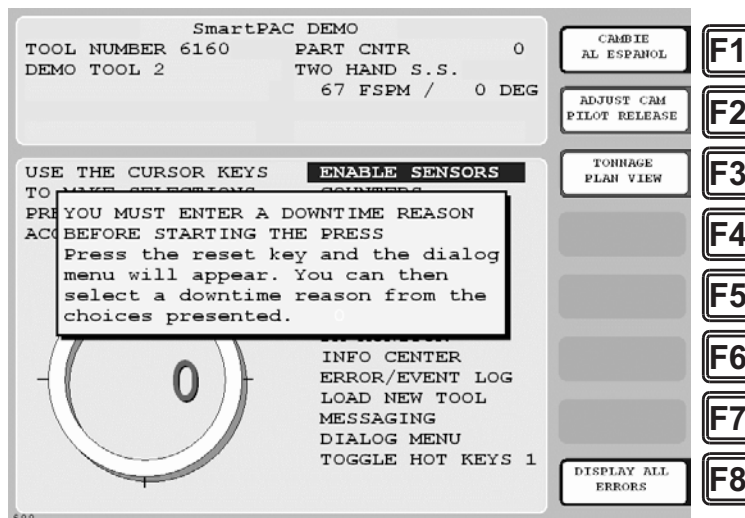 SmartPAC DEMO
TOOL NUMBER 6160 PART CNTR 0
DEMO TOOL 2 TWO HAND S.S.
67 FSPM / 0 DEG
USE THE CURSOR KEYS ENABLE SENSORS
TO
YOU MUST ENTER A DOWNTIME REASON
BEFORE STARTING THE PRESS
Press the reset key and the dialog
menu will appear. You can then
select a downtime reason from the
choices presented.
0
INFO CENTER
ERROR/EVENT LOG
LOAD NEW TOOL
MESSAGING
DIALOG MENU
TOGGLE HOT KEYS 1
CAMBIE
AL ESPANOL
F1
ADJUST CAM
PILOT RELEASE
F2
TONNAGE
PLAN VIEW
F3
F4
F5
F6
F7
DISPLAY ALL
ERRORS
F8